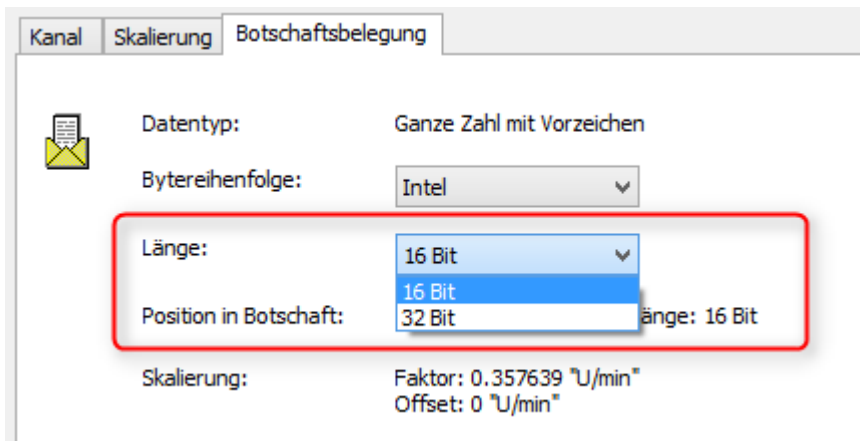 Kanal Skalierung Botschaftsbelegung
Datentyp: Ganze Zahl mit Vorzeichen
Bytereihenfolge: Intel
Länge: 16 Bit
16 Bit
Position in Botschaft: 32 Bit änge: 16 Bit
Skalierung: Faktor: 0.357639 "U/min"
Offset: 0 "U/min"